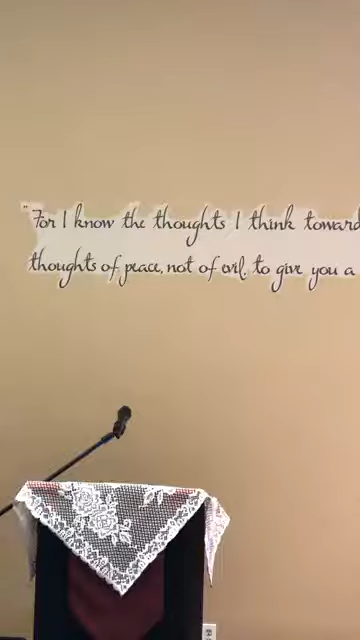 "For I know the thoughts I think toward
thoughts of peace, not of evil, to give you a